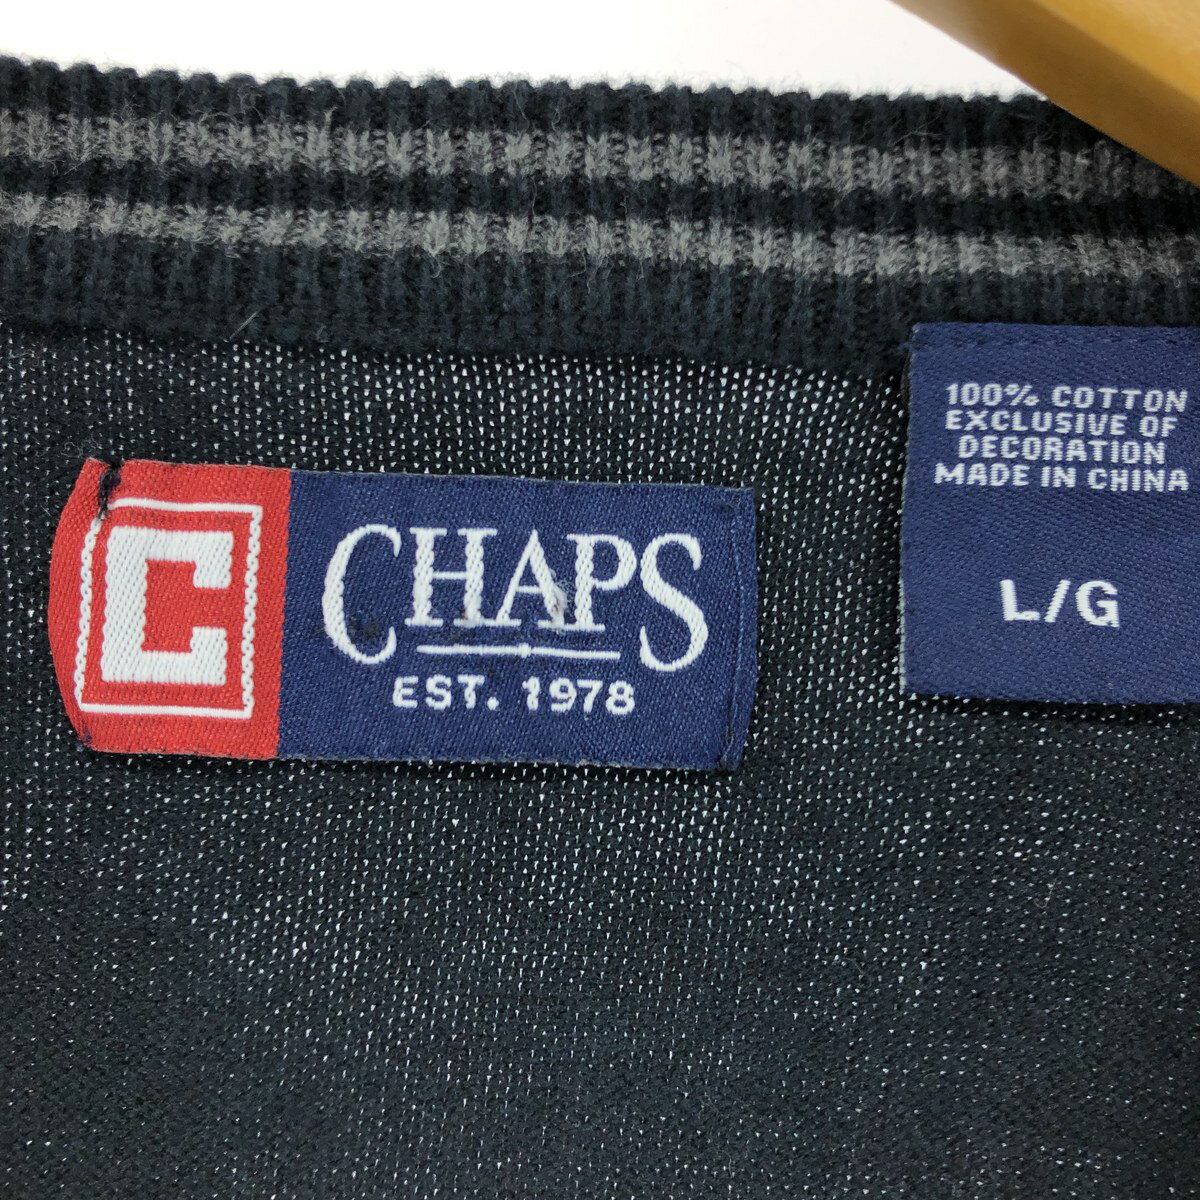 C
CHAPS
EST. 1978
100% COTTON
EXCLUSIVE OF
DECORATION
MADE IN CHINA
L/G